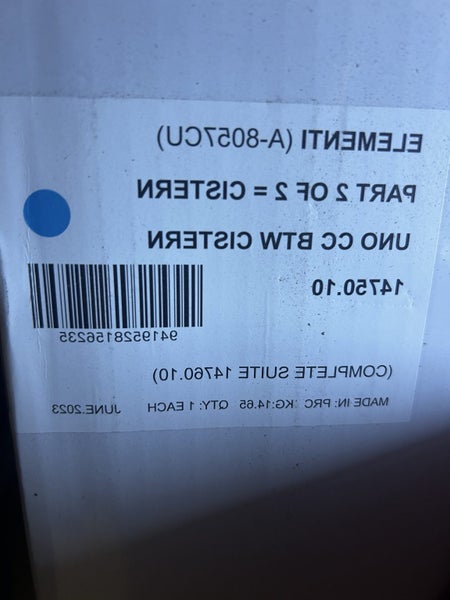 ELEMENTI (A-8057CU)
PART 2 OF 2 = CISTERN
UNO CC BTW CISTERN
14750.10
9419528156235
(COMPLETE SUITE 14760.10)
MADE IN: PRC KG:14.65 QTY: 1 EACH JUNE.2023